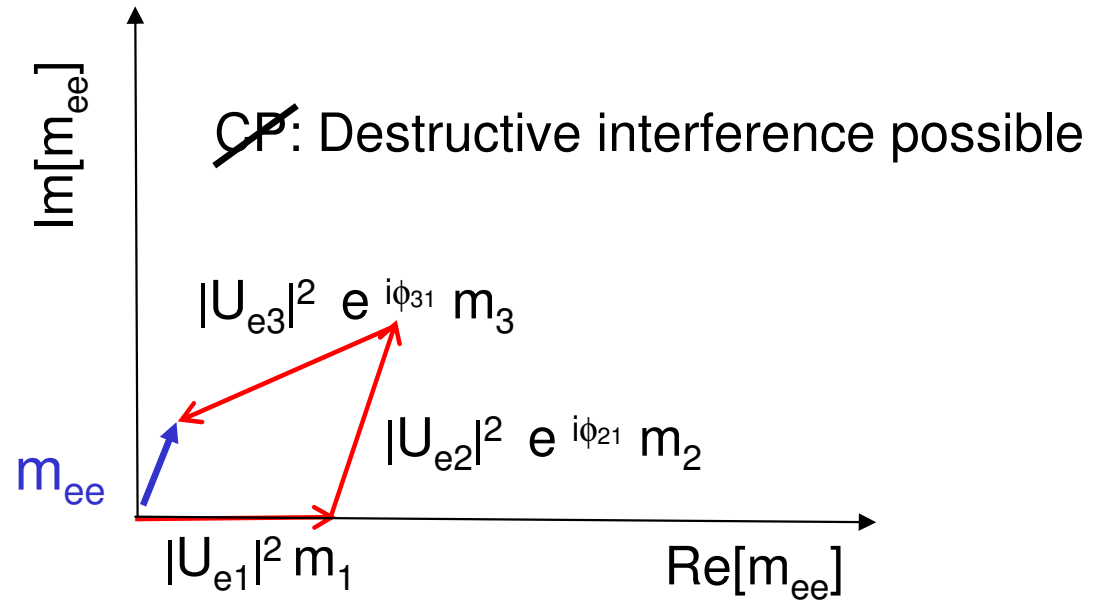 Im[mee]
CP: Destructive interference possible
|Ue3|² e iϕ31 m3
|Ue2|² e iϕ21 m2
mee
|Ue1|² m1
Re[mee]